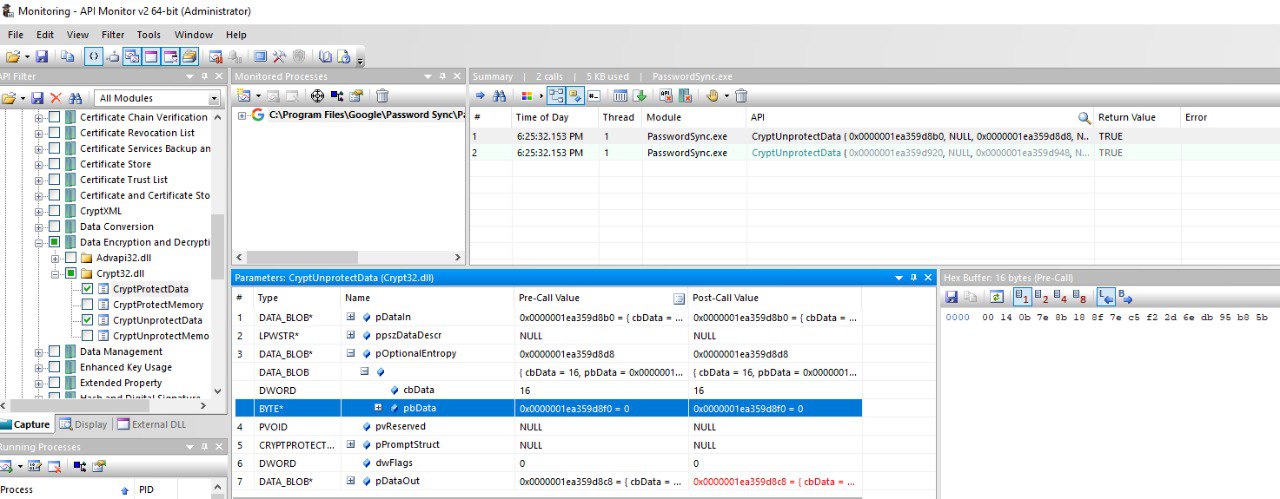 Monitoring - API Monitor v2 64-bit (Administrator)
File Edit View Filter Tools Window Help
API Filter
All Modules
Certificate Chain Verification
Certificate Revocation List
Certificate Services Backup an
Certificate Store
Certificate Trust List
Certificate and Certificate Sto
CryptXML
Data Conversion
Data Encryption and Decrypti
Advapi32.dll
Crypt32.dll
CryptProtectData
CryptProtectMemory
CryptUnprotectData
CryptUnprotectMemo
Data Management
Enhanced Key Usage
Extended Property
Hash and Digital Signature
Capture Display External DLL
Running Processes
Process PID
Monitored Processes
C:\Program Files\Google\Password Sync\Pa
Summary | 2 calls | 5 KB used | PasswordSync.exe
# Time of Day Thread Module API Return Value Error
1 6:25:32.153 PM 1 PasswordSync.exe CryptUnprotectData ( 0x0000001ea359d8b0, NULL, 0x0000001ea359d8d8, N... TRUE
2 6:25:32.153 PM 1 PasswordSync.exe CryptUnprotectData ( 0x0000001ea359d920, NULL, 0x0000001ea359d948, N... TRUE
Parameters: CryptUnprotectData (Crypt32.dll)
# Type Name Pre-Call Value Post-Call Value
1 DATA_BLOB* pDataIn 0x0000001ea359d8b0 = { cbData = ... 0x0000001ea359d8b0 = { cbData = ...
2 LPWSTR* ppszDataDescr NULL NULL
3 DATA_BLOB* pOptionalEntropy 0x0000001ea359d8d8 0x0000001ea359d8d8
DATA_BLOB { cbData = 16, pbData = 0x0000001... { cbData = 16, pbData = 0x0000001...
DWORD cbData 16 16
BYTE* pbData 0x0000001ea359d8f0 = 0 0x0000001ea359d8f0 = 0
4 PVOID pvReserved NULL NULL
5 CRYPTPROTECT... pPromptStruct NULL NULL
6 DWORD dwFlags 0 0
7 DATA_BLOB* pDataOut 0x0000001ea359d8c8 = { cbData = ... 0x0000001ea359d8c8 = { cbData = ...
Hex Buffer: 16 bytes (Pre-Call)
0000 00 14 0b 7e 8b 18 8f 7e c5 f2 2d 6e db 95 b8 5b